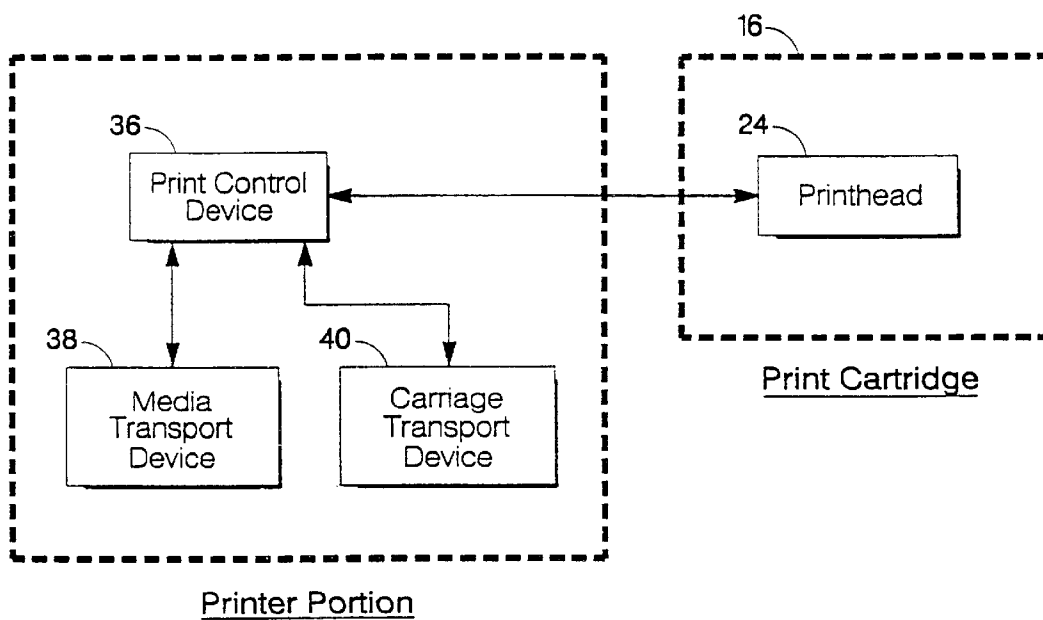 16
36
24
Print Control
Device
Printhead
38
40
Media
Transport
Device
Carriage
Transport
Device
Print Cartridge
Printer Portion